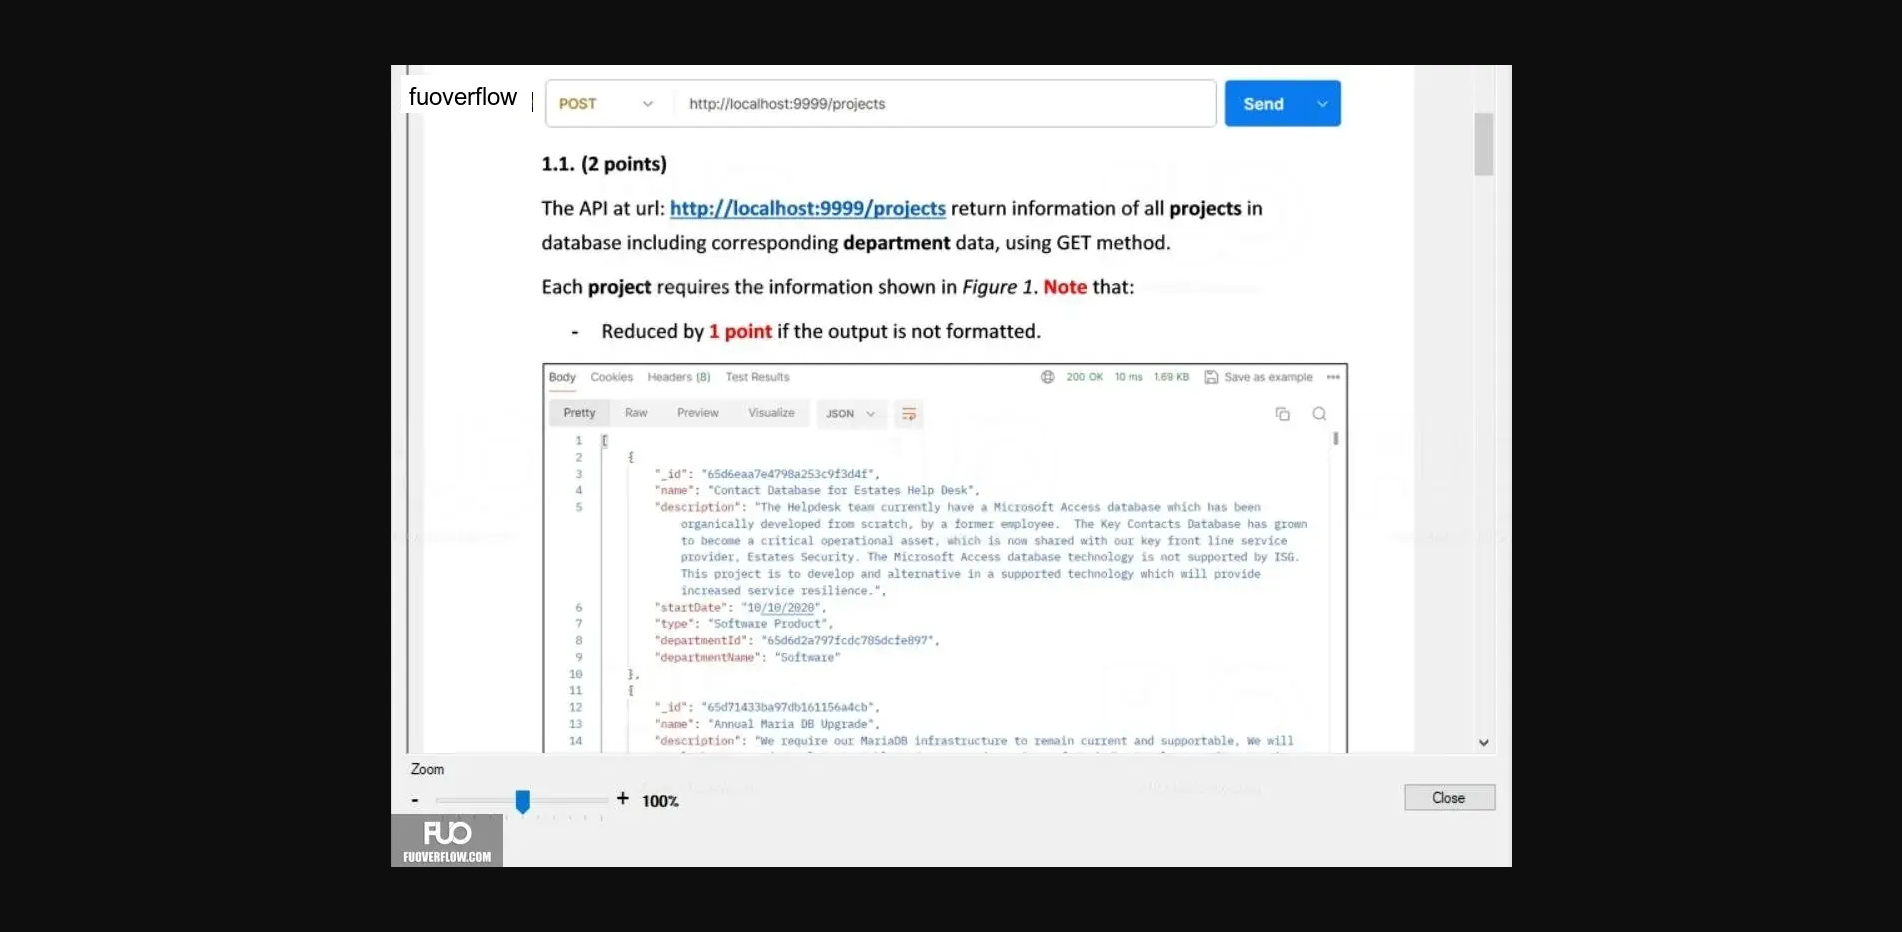 fuoverflow
POST
http://localhost:9999/projects
Send
1.1. (2 points)
The API at url: http://localhost:9999/projects return information of all projects in
database including corresponding department data, using GET method.
Each project requires the information shown in Figure 1. Note that:
- Reduced by 1 point if the output is not formatted.
Body Cookies Headers (8) Test Results 200 OK 10 ms 1.69 KB Save as example
Pretty Raw Preview Visualize JSON
1 [
2 {
3 "_id": "65d6eaa7e4798a253c9f3d4f",
4 "name": "Contact Database for Estates Help Desk",
5 "description": "The Helpdesk team currently have a Microsoft Access database which has been
organically developed from scratch, by a former employee. The Key Contacts Database has grown
to become a critical operational asset, which is now shared with our key front line service
provider, Estates Security. The Microsoft Access database technology is not supported by ISG.
This project is to develop and alternative in a supported technology which will provide
increased service resilience.",
6 "startDate": "10/10/2020",
7 "type": "Software Product",
8 "departmentId": "65d6d2a797fcdc785dcfe897",
9 "departmentName": "Software"
10 },
11 {
12 "_id": "65d71433ba97db161156a4cb",
13 "name": "Annual Maria DB Upgrade",
14 "description": "We require our MariaDB infrastructure to remain current and supportable, We will
Zoom
- + 100%
Close
FUO
FUOVERFLOW.COM